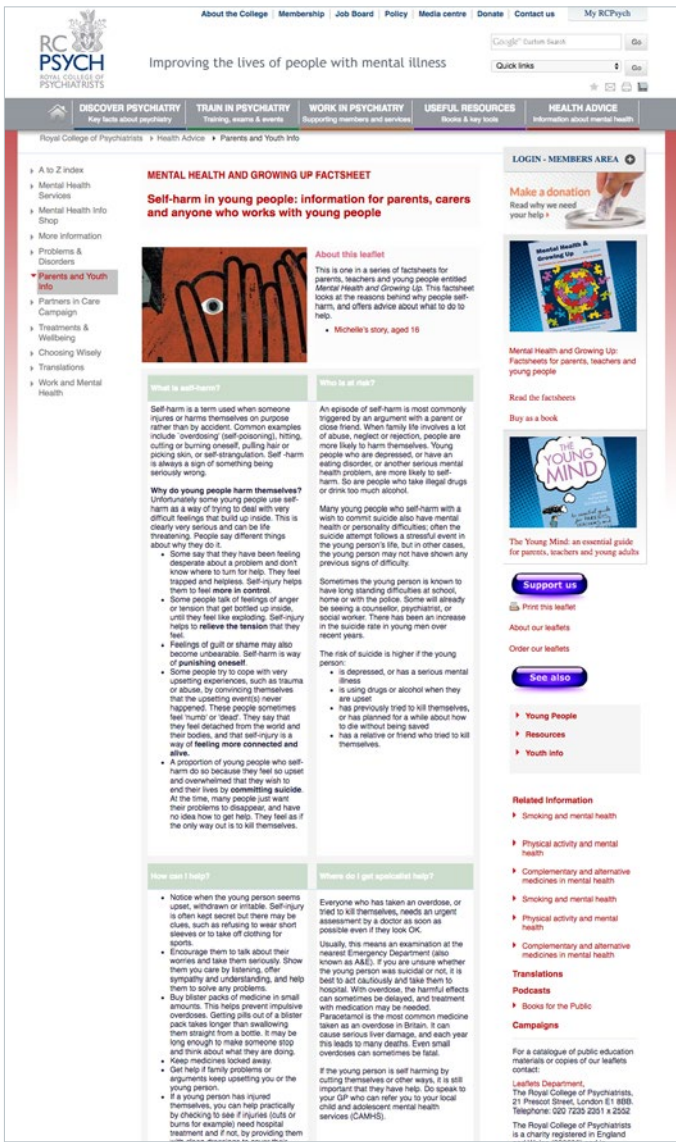 About the College | Membership | Job Board | Policy | Media centre | Donate | Contact us
My RCPsych
RC
PSYCH
ROYAL COLLEGE OF
PSYCHIATRISTS
Improving the lives of people with mental illness
Google Custom Search
Go
Quick links
Go
DISCOVER PSYCHIATRY
Key facts about psychiatry
TRAIN IN PSYCHIATRY
Training, exams & events
WORK IN PSYCHIATRY
Supporting members and services
USEFUL RESOURCES
Books & key tools
HEALTH ADVICE
Information about mental health
Royal College of Psychiatrists Health Advice Parents and Youth Info
A to Z index
Mental Health
Services
Mental Health Info
Shop
More information
Problems &
Disorders
Parents and Youth
Info
Partners in Care
Campaign
Treatments &
Wellbeing
Choosing Wisely
Translations
Work and Mental
Health
MENTAL HEALTH AND GROWING UP FACTSHEET
Self-harm in young people: information for parents, carers
and anyone who works with young people
About this leaflet
This is one in a series of factsheets for
parents, teachers and young people entitled
Mental Health and Growing Up. This factsheet
looks at the reasons behind why people self-
harm, and offers advice about what to do to
help.
Michelle's story, aged 16
What is self-harm?
Self-harm is a term used when someone
injures or harms themselves on purpose
rather than by accident. Common examples
include 'overdosing' (self-poisoning), hitting,
cutting or burning oneself, pulling hair or
picking skin, or self-strangulation. Self -harm
is always a sign of something being
seriously wrong.
Why do young people harm themselves?
Unfortunately some young people use self-
harm as a way of trying to deal with very
difficult feelings that build up inside. This is
clearly very serious and can be life
threatening. People say different things
about why they do it.
Some say that they have been feeling
desperate about a problem and don't
know where to turn for help. They feel
trapped and helpless. Self-injury helps
them to feel more in control.
Some people talk of feelings of anger
or tension that get bottled up inside,
until they feel like exploding. Self-injury
helps to relieve the tension that they
feel.
Feelings of guilt or shame may also
become unbearable. Self-harm is way
of punishing oneself.
Some people try to cope with very
upsetting experiences, such as trauma
or abuse, by convincing themselves
that the upsetting event(s) never
happened. These people sometimes
feel 'numb' or 'dead'. They say that
they feel detached from the world and
their bodies, and that self-injury is a
way of feeling more connected and
alive.
A proportion of young people who self-
harm do so because they feel so upset
and overwhelmed that they wish to
end their lives by committing suicide.
At the time, many people just want
their problems to disappear, and have
no idea how to get help. They feel as if
the only way out is to kill themselves.
Who is at risk?
An episode of self-harm is most commonly
triggered by an argument with a parent or
close friend. When family life involves a lot
of abuse, neglect or rejection, people are
more likely to harm themselves. Young
people who are depressed, or have an
eating disorder, or another serious mental
health problem, are more likely to self-
harm. So are people who take illegal drugs
or drink too much alcohol.
Many young people who self-harm with a
wish to commit suicide also have mental
health or personality difficulties; often the
suicide attempt follows a stressful event in
the young person's life, but in other cases,
the young person may not have shown any
previous signs of difficulty.
Sometimes the young person is known to
have long standing difficulties at school,
home or with the police. Some will already
be seeing a counsellor, psychiatrist, or
social worker. There has been an increase
in the suicide rate in young men over
recent years.
The risk of suicide is higher if the young
person:
is depressed, or has a serious mental
illness
is using drugs or alcohol when they
are upset
has previously tried to kill themselves,
or has planned for a while about how
to die without being saved
has a relative or friend who tried to kill
themselves.
How can I help?
Notice when the young person seems
upset, withdrawn or irritable. Self-injury
is often kept secret but there may be
clues, such as refusing to wear short
sleeves or to take off clothing for
sports.
Encourage them to talk about their
worries and take them seriously. Show
them you care by listening, offer
sympathy and understanding, and help
them to solve any problems.
Buy blister packs of medicine in small
amounts. This helps prevent impulsive
overdoses. Getting pills out of a blister
pack takes longer than swallowing
them straight from a bottle. It may be
long enough to make someone stop
and think about what they are doing.
Keep medicines locked away.
Get help if family problems or
arguments keep upsetting you or the
young person.
If a young person has injured
themselves, you can help practically
by checking to see if injuries (cuts or
burns for example) need hospital
treatment and if not, by providing them
Where do I get speicalist help?
Everyone who has taken an overdose, or
tried to kill themselves, needs an urgent
assessment by a doctor as soon as
possible even if they look OK.
Usually, this means an examination at the
nearest Emergency Department (also
known as A&E). If you are unsure whether
the young person was suicidal or not, it is
best to act cautiously and take them to
hospital. With overdose, the harmful effects
can sometimes be delayed, and treatment
with medication may be needed.
Paracetamol is the most common medicine
taken as an overdose in Britain. It can
cause serious liver damage, and each year
this leads to many deaths. Even small
overdoses can sometimes be fatal.
If the young person is self harming by
cutting themselves or other ways, it is still
important that they have help. Do speak to
your GP who can refer you to your local
child and adolescent mental health
services (CAMHS).
LOGIN - MEMBERS AREA
Make a donation
Read why we need
your help
Mental Health &
Growing Up
Mental Health and Growing Up:
Factsheets for parents, teachers and
young people
Read the factsheets
Buy as a book
THE
YOUNG
MIND
The Young Mind: an essential guide
for parents, teachers and young adults
Support us
Print this leaflet
About our leaflets
Order our leaflets
See also
Young People
Resources
Youth info
Related Information
Smoking and mental health
Physical activity and mental
health
Complementary and alternative
medicines in mental health
Smoking and mental health
Physical activity and mental
health
Complementary and alternative
medicines in mental health
Translations
Podcasts
Books for the Public
Campaigns
For a catalogue of public education
materials or copies of our leaflets
contact:
Leaflets Department,
The Royal College of Psychiatrists,
21 Prescot Street, London E1 8BB.
Telephone: 020 7235 2351 x 2552
The Royal College of Psychiatrists
is a charity registered in England